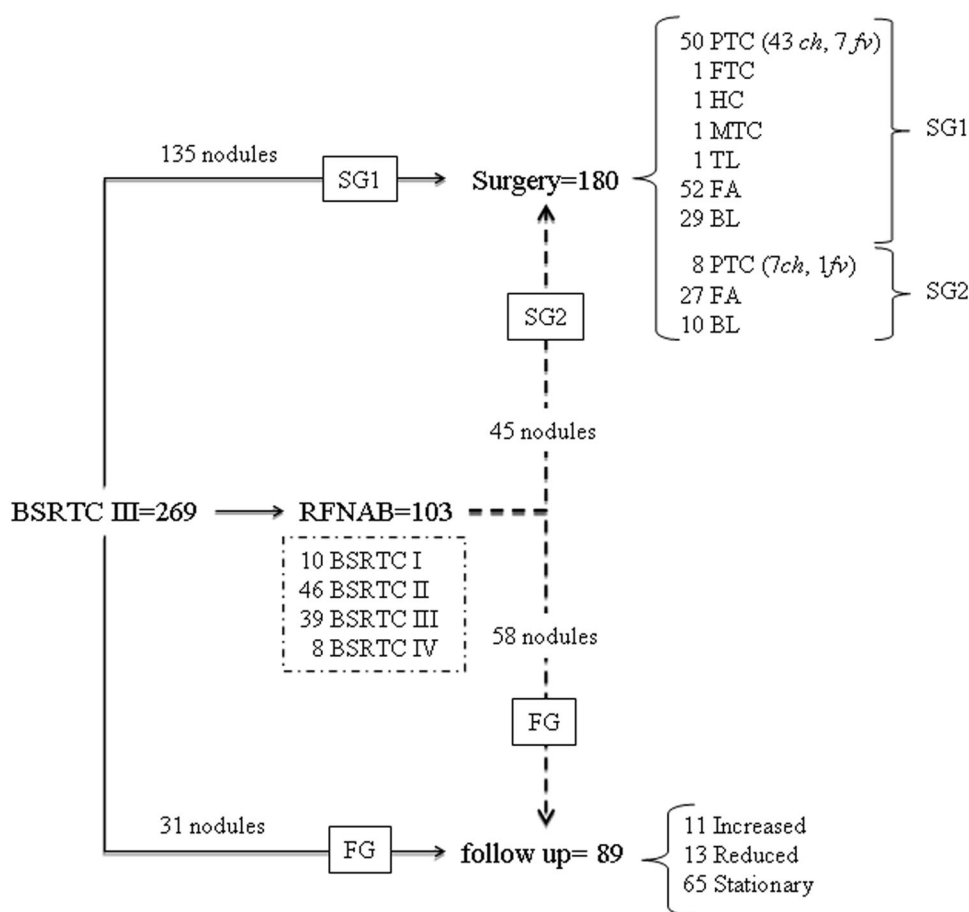 50 PTC (43 ch, 7 fv)
1 FTC
1 HC
1 MTC
1 TL
52 FA
29 BL
SG1
135 nodules
SG1
Surgery=180
8 PTC (7ch, 1fv)
27 FA
10 BL
SG2
SG2
45 nodules
BSRTC III=269
RFNAB=103
10 BSRTC I
46 BSRTC II
39 BSRTC III
8 BSRTC IV
58 nodules
FG
31 nodules
FG
follow up= 89
11 Increased
13 Reduced
65 Stationary